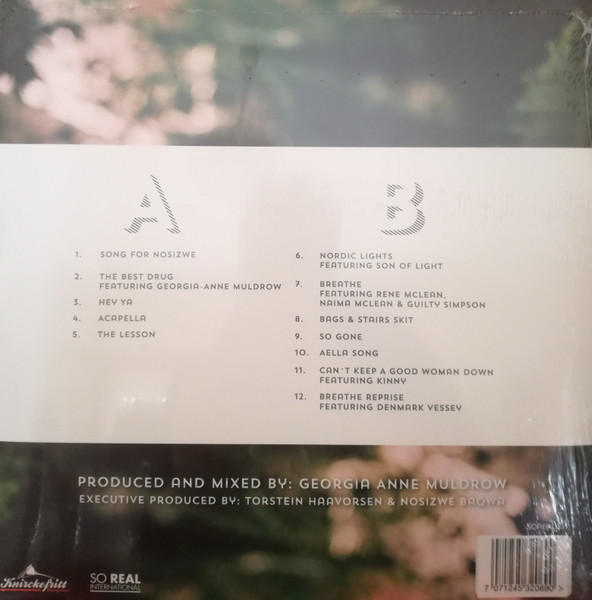 A
1. SONG FOR NOSIZWE
2. THE BEST DRUG
FEATURING GEORGIA-ANNE MULDROW
3. HEY YA
4. ACAPELLA
5. THE LESSON
B
6. NORDIC LIGHTS
FEATURING SON OF LIGHT
7. BREATHE
FEATURING RENE MCLEAN,
NAIMA MCLEAN & GUILTY SIMPSON
8. BAGS & STAIRS SKIT
9. SO GONE
10. AELLA SONG
11. CAN'T KEEP A GOOD WOMAN DOWN
FEATURING KINNY
12. BREATHE REPRISE
FEATURING DENMARK VESSEY
PRODUCED AND MIXED BY: GEORGIA ANNE MULDROW
EXECUTIVE PRODUCED BY: TORSTEIN HAAVORSEN & NOSIZWE BAQWA
Knirckefritt
SO REAL
INTERNATIONAL
7 071245 320690 >